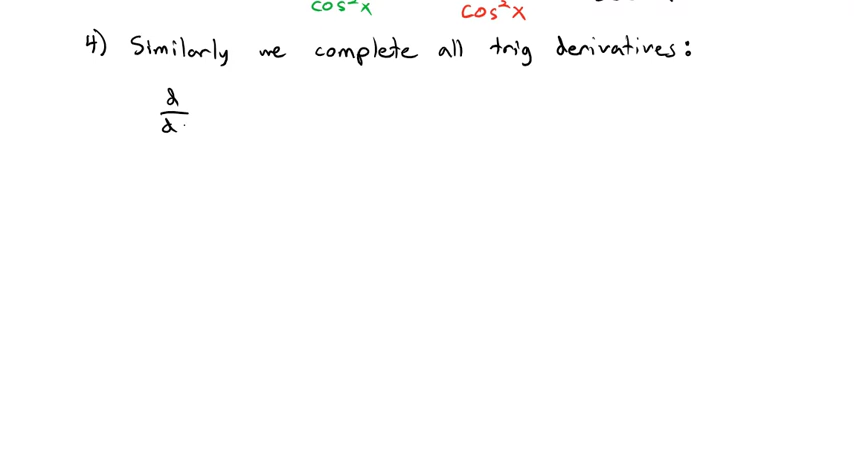 cos²x cos²x
4) Similarly we complete all trig derivatives:
d
d